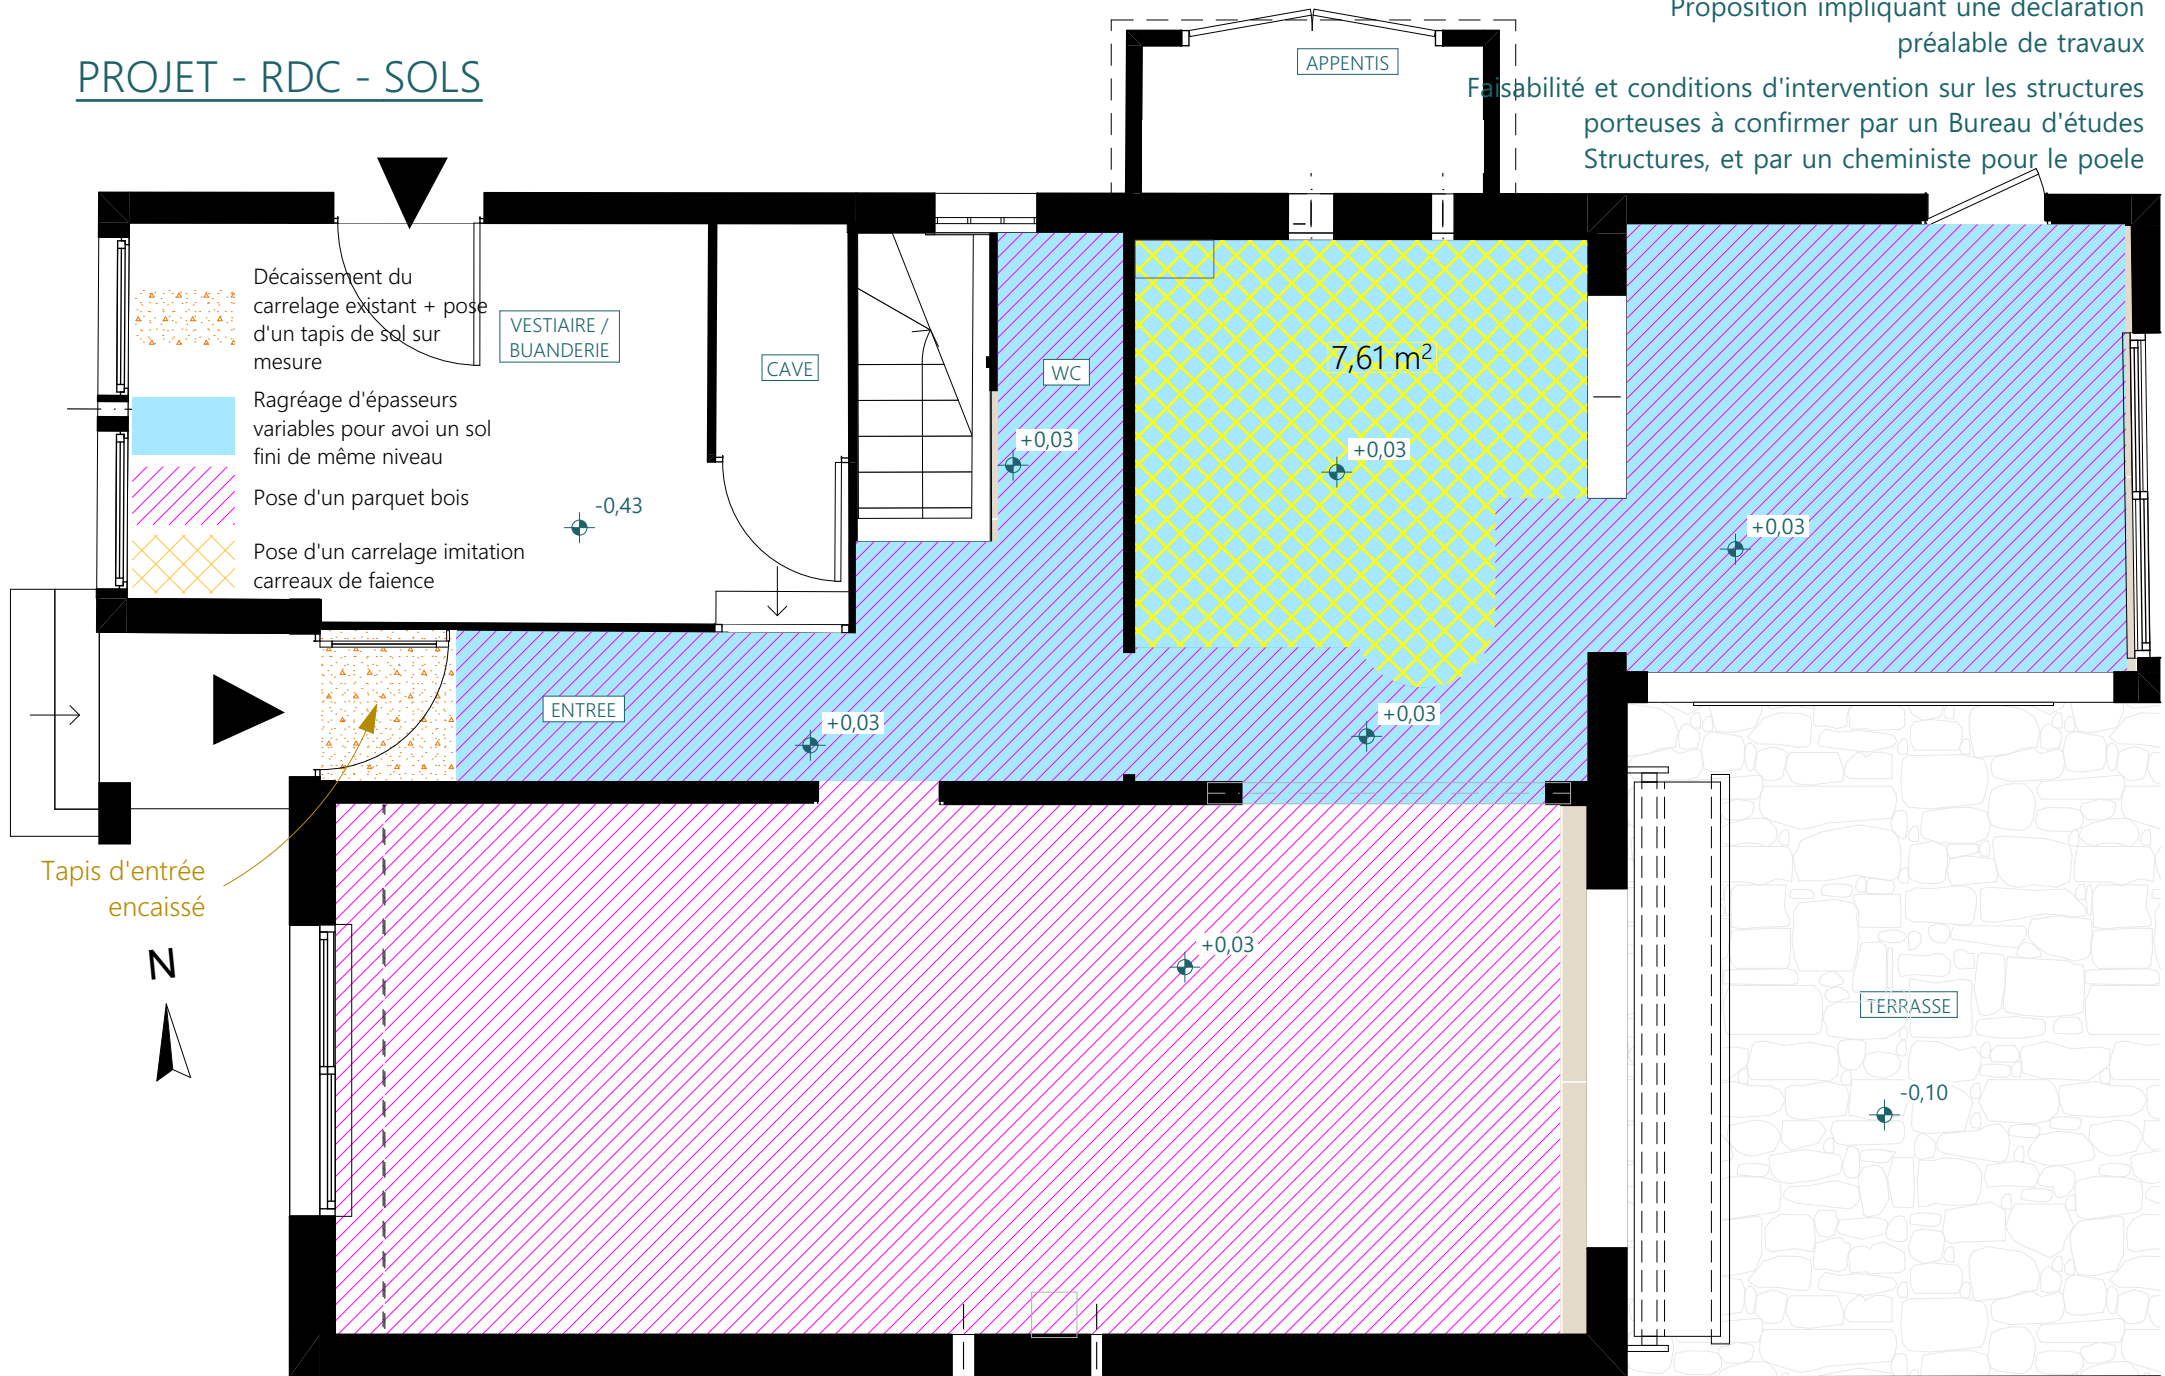 Proposition impliquant une déclaration
préalable de travaux
Faisabilité et conditions d'intervention sur les structures
porteuses à confirmer par un Bureau d'études
Structures, et par un cheministe pour le poele
PROJET - RDC - SOLS
APPENTIS
Décaissement du
carrelage existant + pose
d'un tapis de sol sur
mesure
Ragréage d'épasseurs
variables pour avoi un sol
fini de même niveau
Pose d'un parquet bois
Pose d'un carrelage imitation
carreaux de faience
VESTIAIRE /
BUANDERIE
-0,43
CAVE
WC
+0,03
7,61 m²
+0,03
+0,03
ENTREE
+0,03
+0,03
Tapis d'entrée
encaissé
N
+0,03
TERRASSE
-0,10